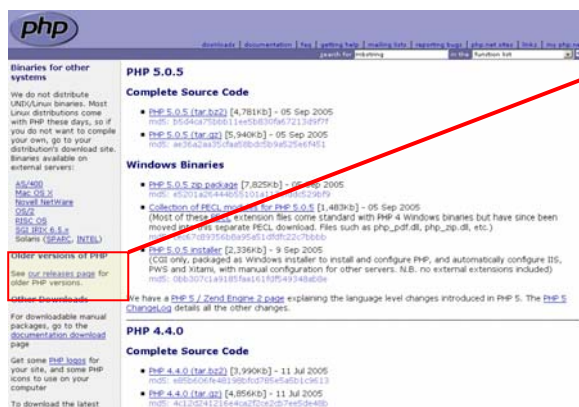 php
downloads | documentation | faq | getting help | mailing lists | reporting bugs | php.net sites | links | my php.net
search for mbstring in the function list
Binaries for other
systems
We do not distribute
UNIX/Linux binaries. Most
Linux distributions come
with PHP these days, so if
you do not want to compile
your own, go to your
distribution's download site.
Binaries available on
external servers:
AS/400
Mac OS X
Novell NetWare
OS/2
RISC OS
SGI IRIX 6.5.x
Solaris (SPARC, INTEL)
Older versions of PHP
See our releases page for
older PHP versions.
Other Downloads
For downloadable manual
packages, go to the
documentation download
page
Get some PHP logos for
your site, and some PHP
icons to use on your
computer
To download the latest
PHP 5.0.5
Complete Source Code
PHP 5.0.5 (tar.bz2) [4,781Kb] - 05 Sep 2005
md5:
PHP 5.0.5 (tar.gz) [5,940Kb] - 05 Sep 2005
md5:
Windows Binaries
PHP 5.0.5 zip package [7,825Kb] - 05 Sep 2005
md5:
Collection of PECL modules for PHP 5.0.5 [1,483Kb] - 05 Sep 2005
(Most of these PECL extension files come standard with PHP 4 Windows binaries but have since been
moved into this separate PECL download. Files such as php_pdf.dll, php_zip.dll, etc.)
PHP 5.0.5 installer [2,336Kb] - 9 Sep 2005
(CGI only, packaged as Windows installer to install and configure PHP, and automatically configure IIS,
PWS and Xitami, with manual configuration for other servers. N.B. no external extensions included)
md5:
We have a PHP 5 / Zend Engine 2 page explaining the language level changes introduced in PHP 5. The PHP 5
ChangeLog details all the other changes.
PHP 4.4.0
Complete Source Code
PHP 4.4.0 (tar.bz2) [3,990Kb] - 11 Jul 2005
md5:
PHP 4.4.0 (tar.gz) [4,856Kb] - 11 Jul 2005
md5: